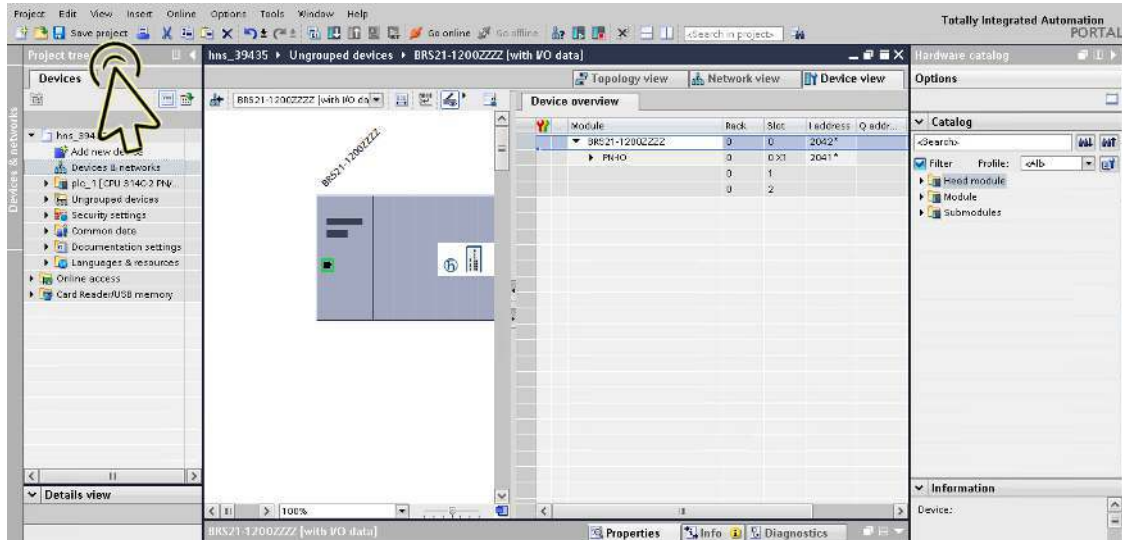 Project Edit View Insert Online Options Tools Window Help
Totally Integrated Automation
PORTAL
Save project
Go online
Go offline
<Search in project>
Project tree
hns_39435 ▸ Ungrouped devices ▸ BRS21-1200ZZZZ [with I/O data]
Hardware catalog
Devices
Topology view
Network view
Device view
Options
BRS21-1200ZZZZ [with I/O da
Device overview
Devices & networks
Module Rack Slot I address Q addr...
BRS21-1200ZZZZ 0 0 2042*
PN-IO 0 0 X1 2041*
0 1
0 2
Catalog
<Search>
Filter Profile: <Alb
Head module
Module
Submodules
Add new
Devices & networks
plc_1 [CPU 314C-2 PN/
Ungrouped devices
Security settings
Common data
Documentation settings
Languages & resources
Online access
Card Reader/USB memory
BRS21-1200ZZZZ
Details view
100%
Information
Device:
BRS21-1200ZZZZ [with I/O data]
Properties
Info
Diagnostics